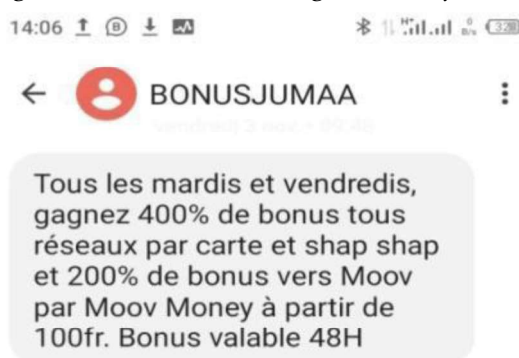 14:06
BONUSJUMAA
Tous les mardis et vendredis,
gagnez 400% de bonus tous
réseaux par carte et shap shap
et 200% de bonus vers Moov
par Moov Money à partir de
100fr. Bonus valable 48H